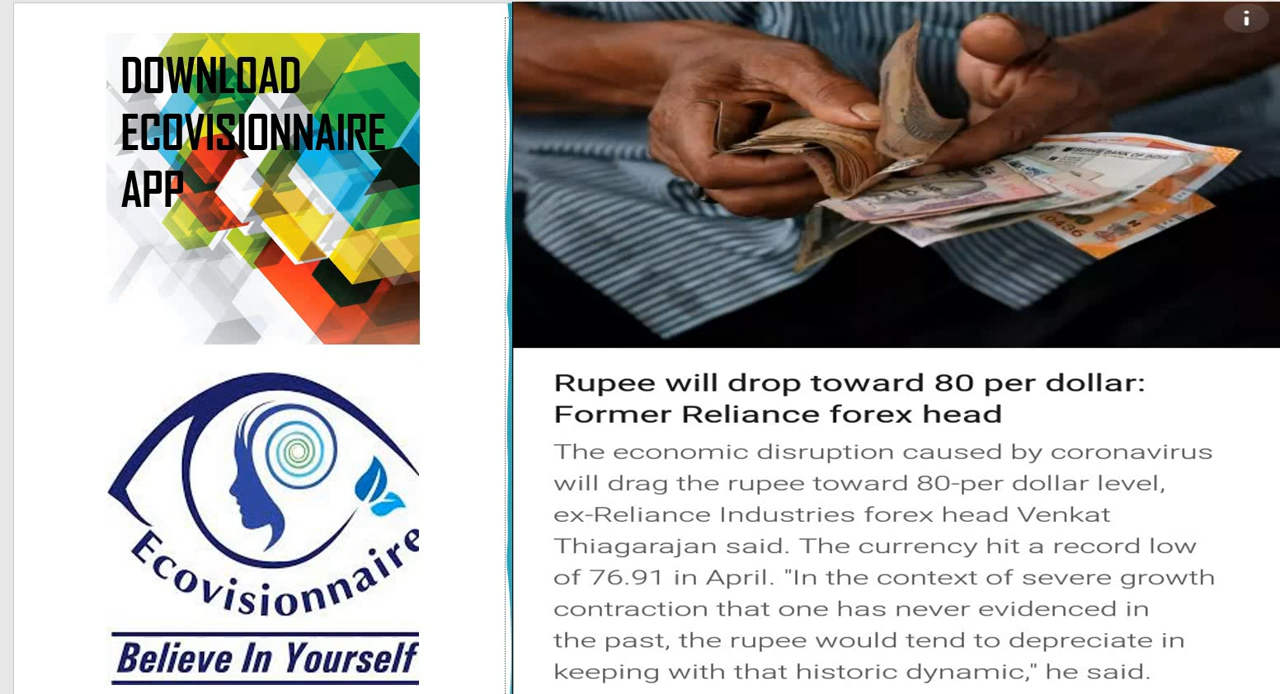 DOWNLOAD
ECOVISIONNAIRE
APP
Ecovisionnaire
Believe In Yourself
i
0436
Rupee will drop toward 80 per dollar:
Former Reliance forex head
The economic disruption caused by coronavirus
will drag the rupee toward 80-per dollar level,
ex-Reliance Industries forex head Venkat
Thiagarajan said. The currency hit a record low
of 76.91 in April. "In the context of severe growth
contraction that one has never evidenced in
the past, the rupee would tend to depreciate in
keeping with that historic dynamic," he said.